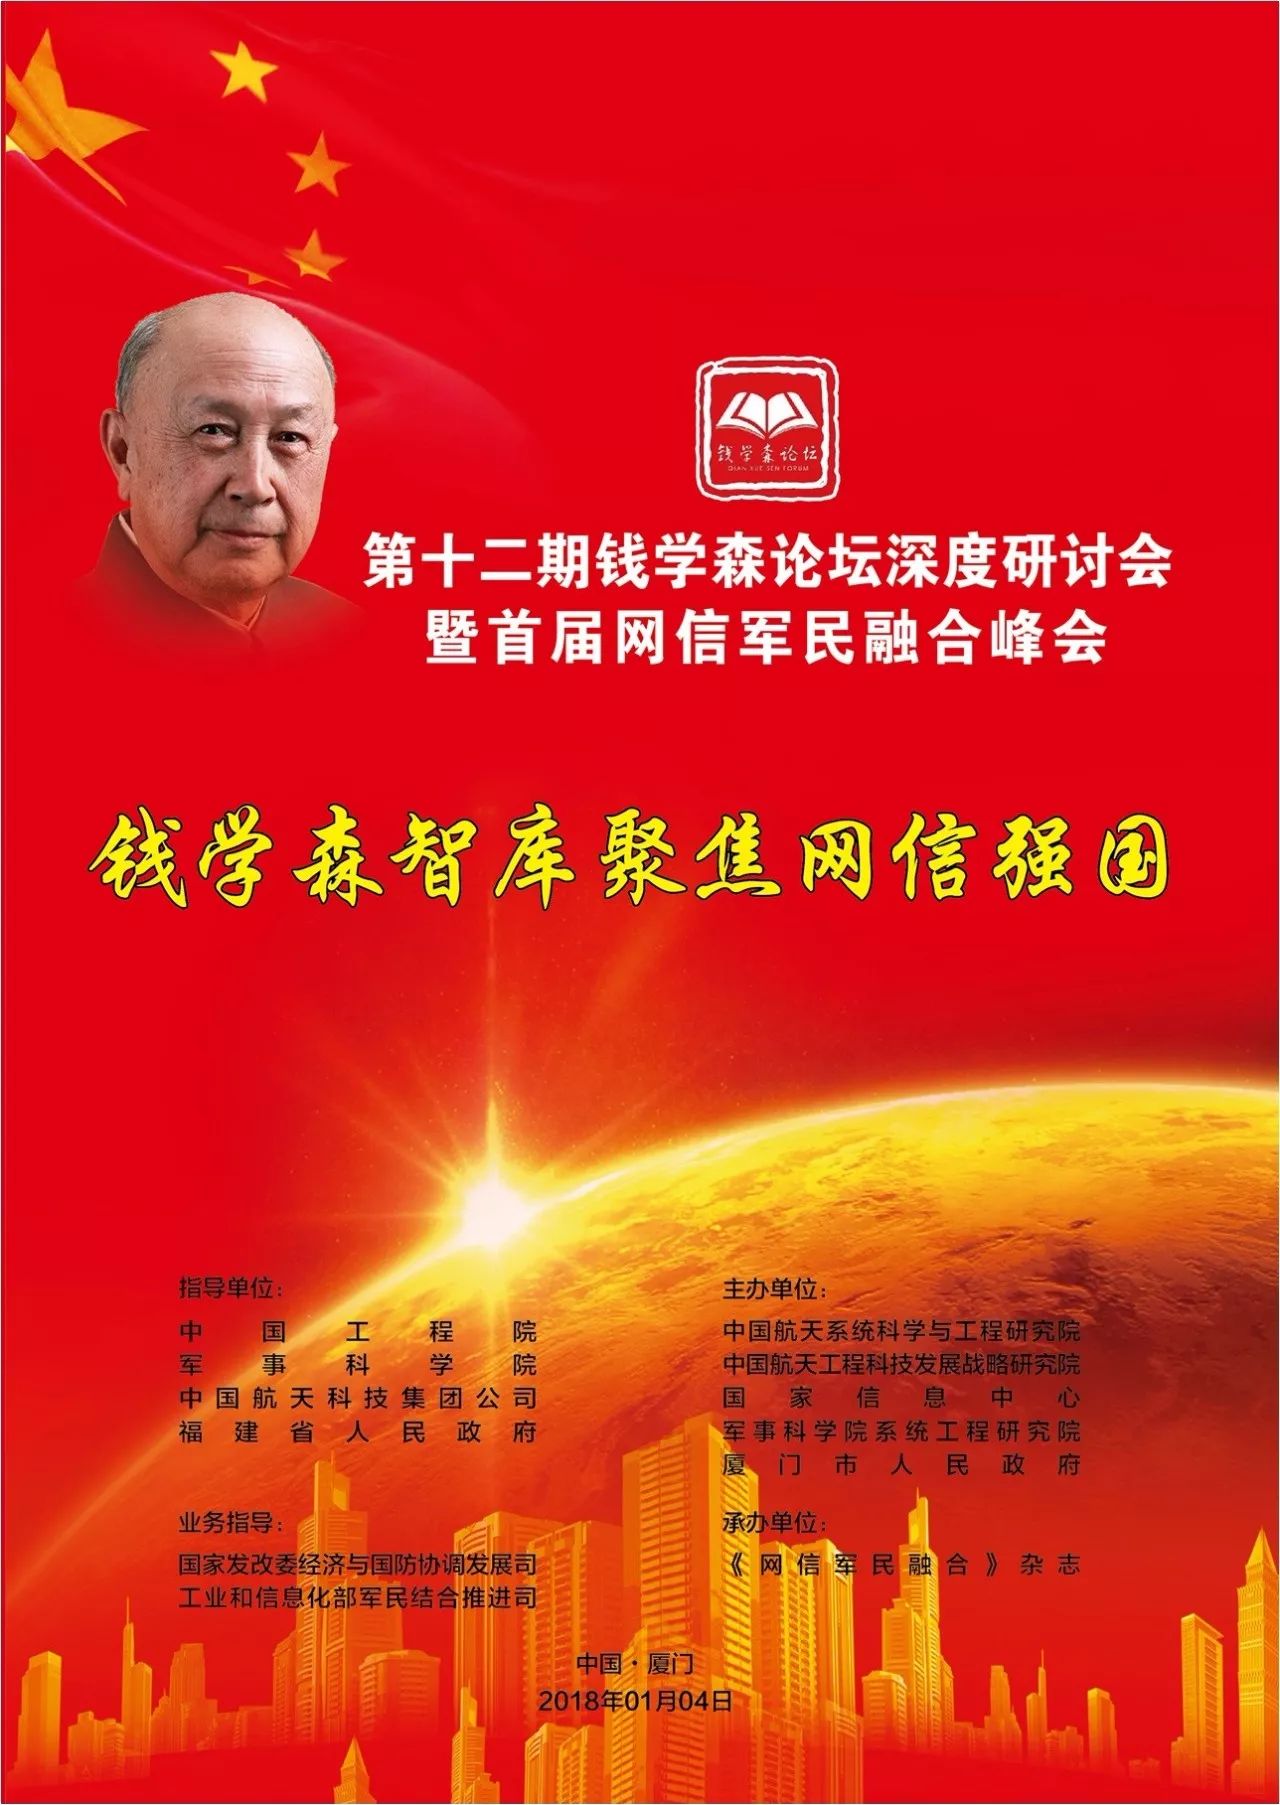 钱学森论坛
QIAN XUE SEN FORUM
第十二期钱学森论坛深度研讨会
暨首届网信军民融合峰会
钱学森智库聚焦网信强国
指导单位：
中国工程院
军事科学院
中国航天科技集团公司
福建省人民政府
业务指导：
国家发改委经济与国防协调发展司
工业和信息化部军民结合推进司
主办单位：
中国航天系统科学与工程研究院
中国航天工程科技发展战略研究院
国家信息中心
军事科学院系统工程研究院
厦门市人民政府
承办单位：
《网信军民融合》杂志
中国·厦门
2018年01月04日